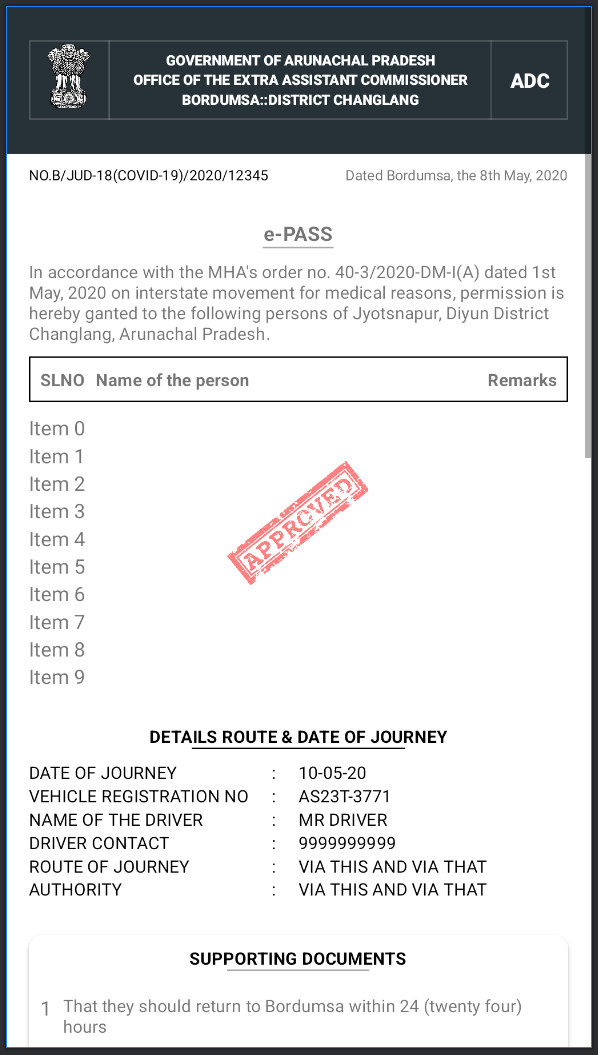 GOVERNMENT OF ARUNACHAL PRADESH
OFFICE OF THE EXTRA ASSISTANT COMMISSIONER
BORDUMSA::DISTRICT CHANGLANG
ADC
NO.B/JUD-18(COVID-19)/2020/12345
Dated Bordumsa, the 8th May, 2020
e-PASS
In accordance with the MHA's order no. 40-3/2020-DM-I(A) dated 1st
May, 2020 on interstate movement for medical reasons, permission is
hereby ganted to the following persons of Jyotsnapur, Diyun District
Changlang, Arunachal Pradesh.
SLNO Name of the person Remarks
Item 0
Item 1
Item 2
Item 3
Item 4
Item 5
Item 6
Item 7
Item 8
Item 9
APPROVED
DETAILS ROUTE & DATE OF JOURNEY
DATE OF JOURNEY : 10-05-20
VEHICLE REGISTRATION NO : AS23T-3771
NAME OF THE DRIVER : MR DRIVER
DRIVER CONTACT : 9999999999
ROUTE OF JOURNEY : VIA THIS AND VIA THAT
AUTHORITY : VIA THIS AND VIA THAT
SUPPORTING DOCUMENTS
1 That they should return to Bordumsa within 24 (twenty four)
hours